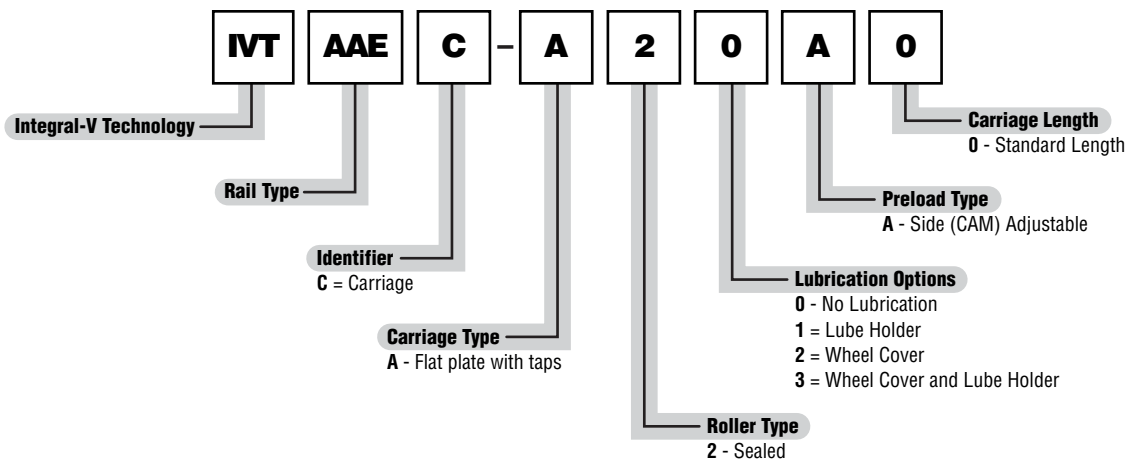 IVT AAE C - A 2 0 A 0
Integral-V Technology
Carriage Length
0 - Standard Length
Rail Type
Preload Type
A - Side (CAM) Adjustable
Identifier
C = Carriage
Lubrication Options
0 - No Lubrication
1 = Lube Holder
2 = Wheel Cover
3 = Wheel Cover and Lube Holder
Carriage Type
A - Flat plate with taps
Roller Type
2 - Sealed